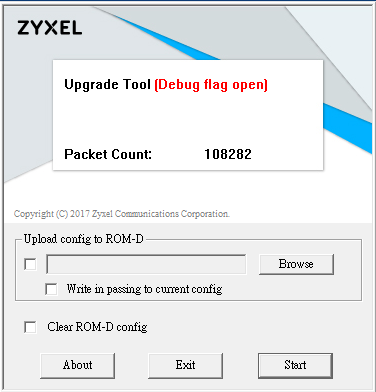 ZYXEL
Upgrade Tool (Debug flag open)
Packet Count: 108282
Copyright (C) 2017 Zyxel Communications Corporation.
Upload config to ROM-D
Browse
Write in passing to current config
Clear ROM-D config
About Exit Start